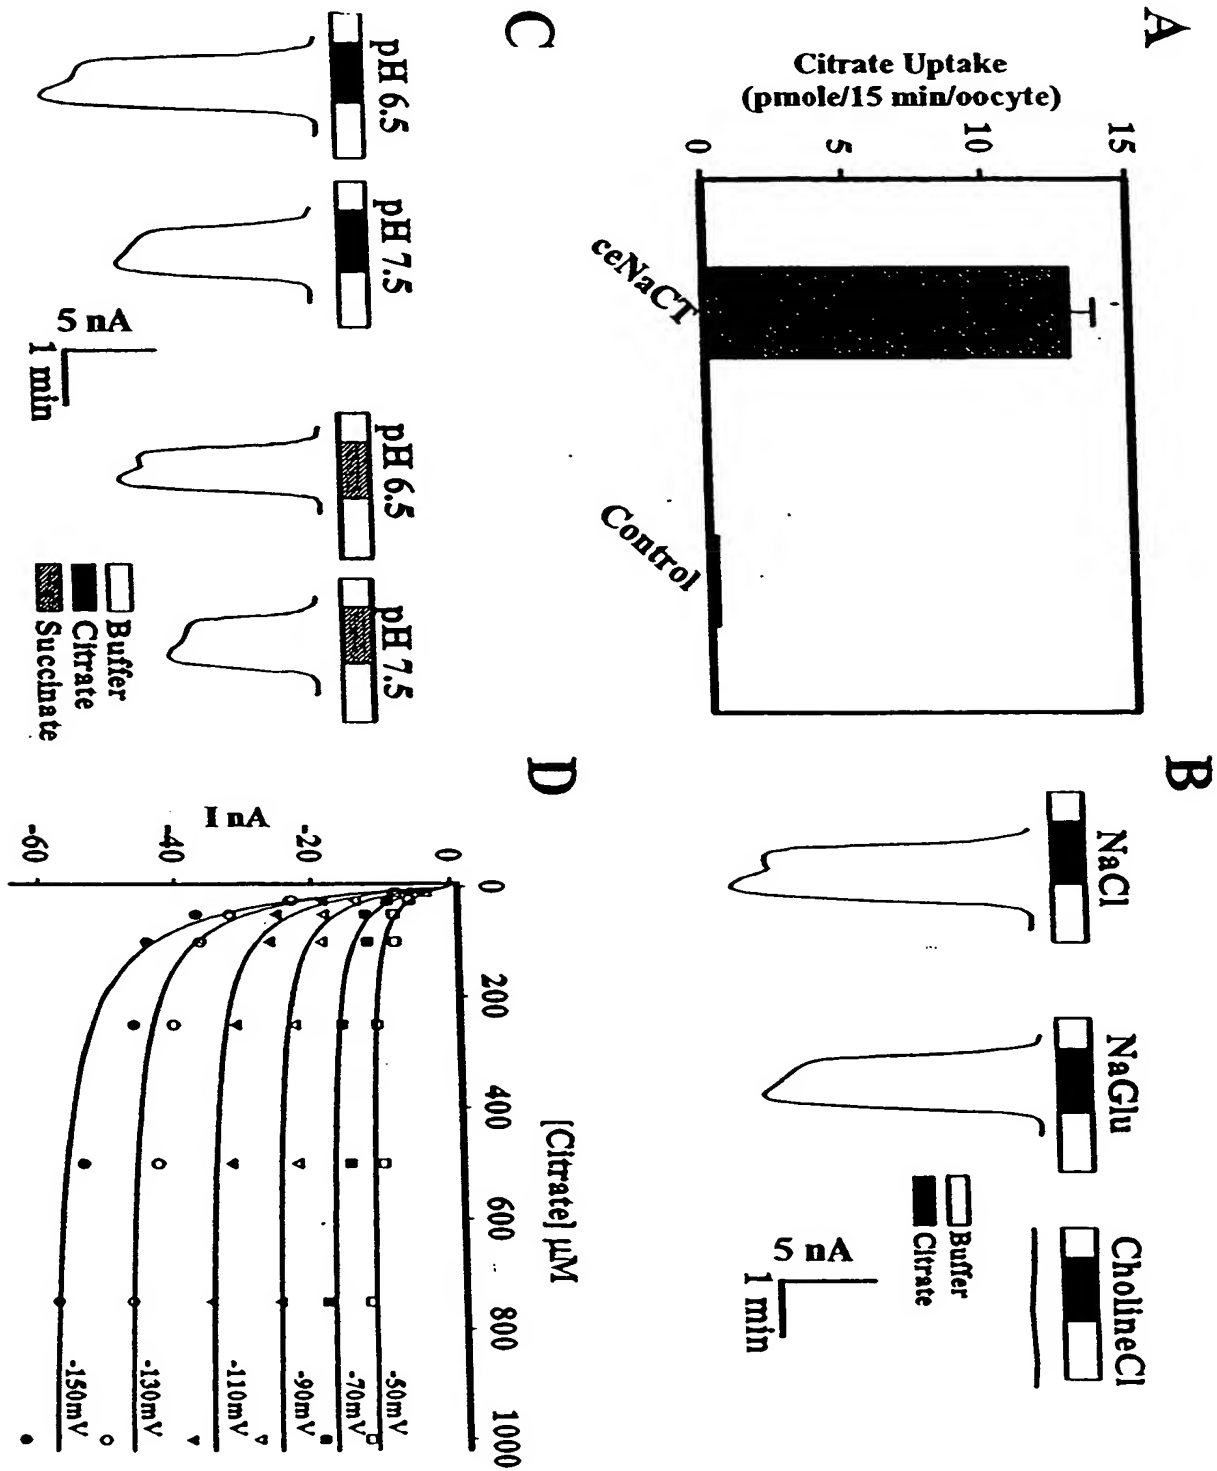 A
Citrate Uptake
(pmole/15 min/oocyte)
15
10
5
0
ceNaCT
Control
B
NaCl
NaGlu
CholineCl
Buffer
Citrate
5 nA
1 min
C
pH 6.5
pH 7.5
pH 6.5
pH 7.5
5 nA
1 min
Buffer
Citrate
Succinate
D
[Citrate] µM
0
200
400
600
800
1000
I nA
0
-20
-40
-60
-50mV
-70mV
-90mV
-110mV
-130mV
-150mV